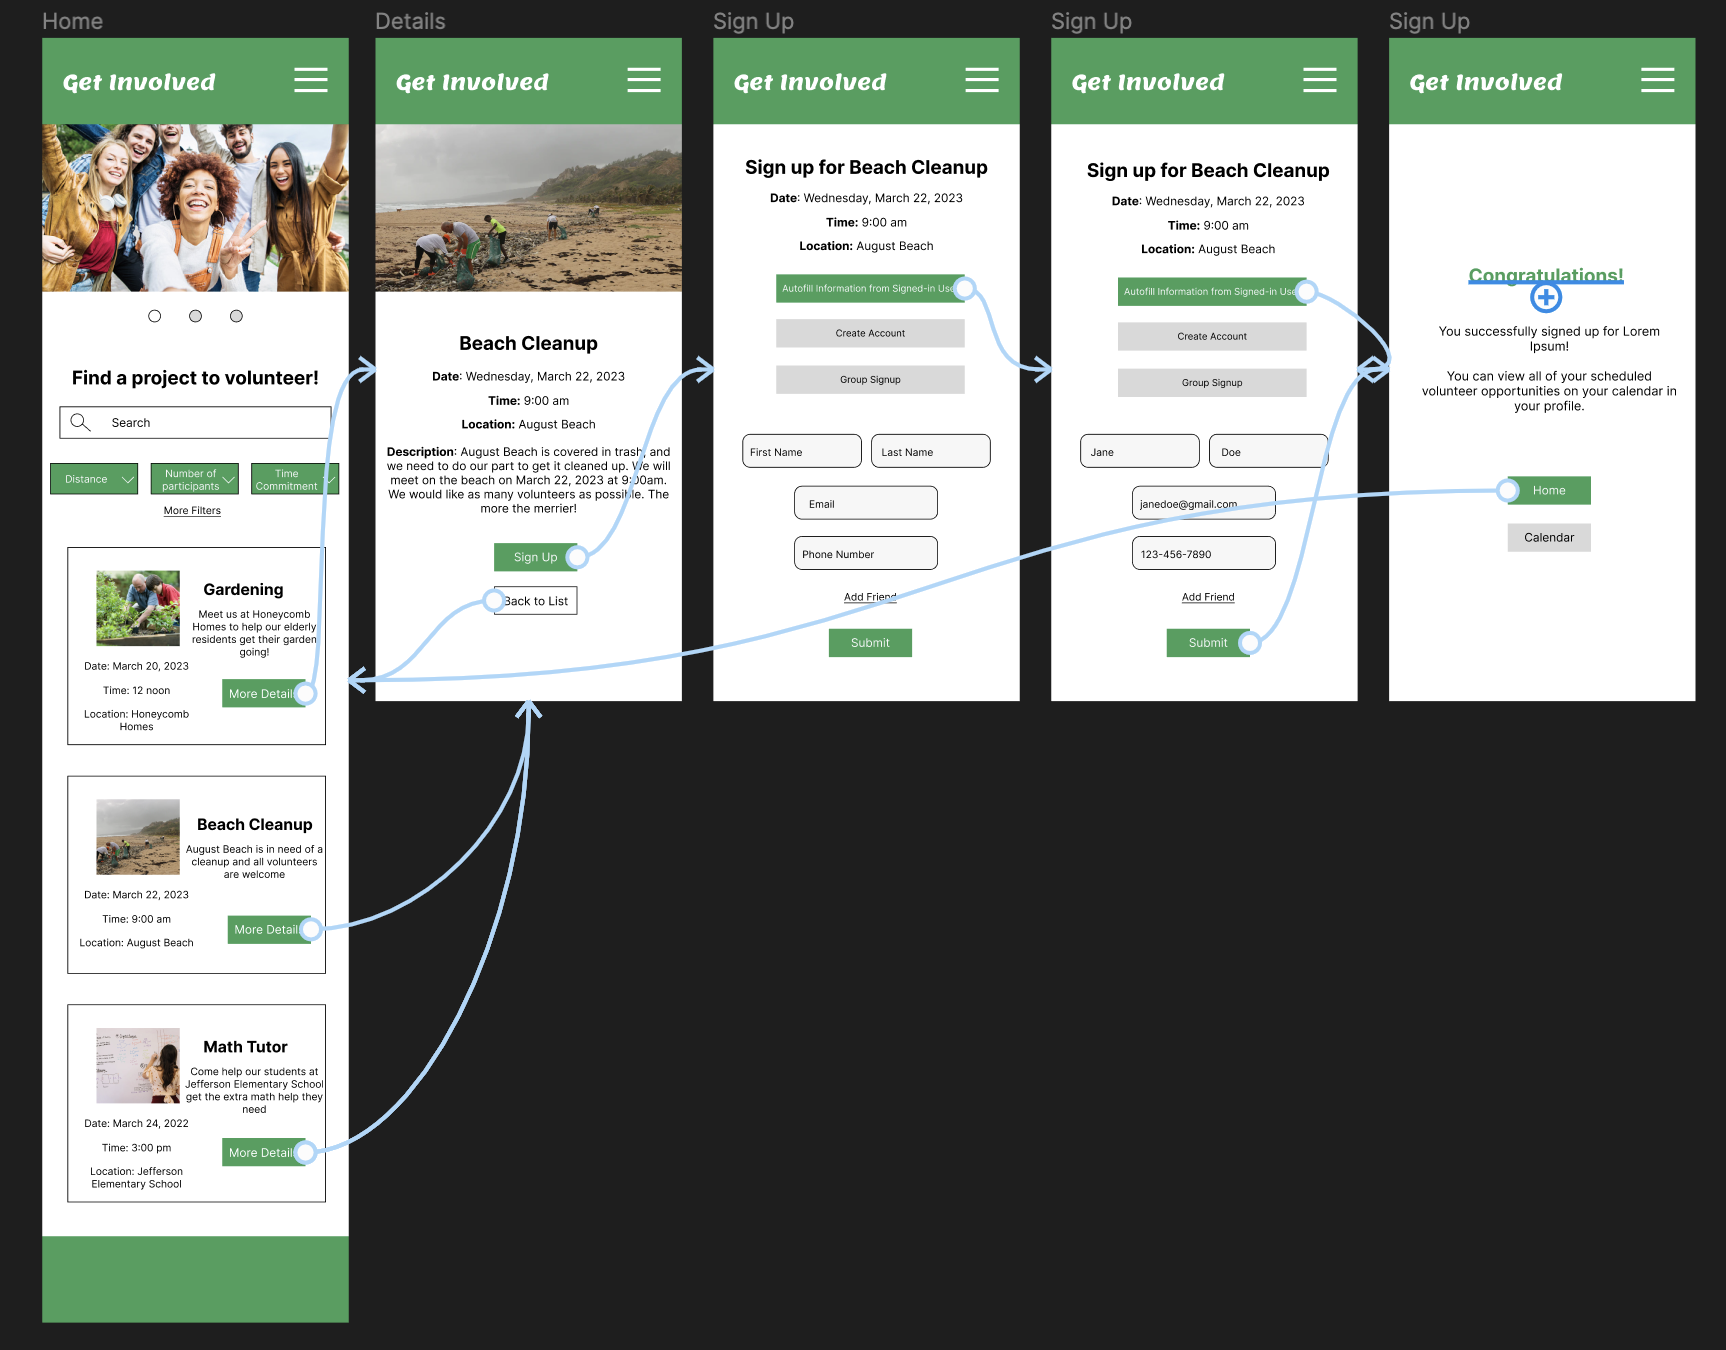 Home
Get Involved
Find a project to volunteer!
Search
Distance
Number of
participants
Time
Commitment
More Filters
Gardening
Meet us at Honeycomb
Homes to help our elderly
residents get their garden
going!
Date: March 20, 2023
Time: 12 noon
Location: Honeycomb
Homes
More Detail
Beach Cleanup
August Beach is in need of a
cleanup and all volunteers
are welcome
Date: March 22, 2023
Time: 9:00 am
Location: August Beach
More Detail
Math Tutor
Come help our students at
Jefferson Elementary School
get the extra math help they
need
Date: March 24, 2022
Time: 3:00 pm
Location: Jefferson
Elementary School
More Detail
Details
Get Involved
Beach Cleanup
Date: Wednesday, March 22, 2023
Time: 9:00 am
Location: August Beach
Description: August Beach is covered in trash, and
we need to do our part to get it cleaned up. We will
meet on the beach on March 22, 2023 at 9:00am.
We would like as many volunteers as possible. The
more the merrier!
Sign Up
Back to List
Sign Up
Get Involved
Sign up for Beach Cleanup
Date: Wednesday, March 22, 2023
Time: 9:00 am
Location: August Beach
Autofill Information from Signed-in Use
Create Account
Group Signup
First Name
Last Name
Email
Phone Number
Add Friend
Submit
Sign Up
Get Involved
Sign up for Beach Cleanup
Date: Wednesday, March 22, 2023
Time: 9:00 am
Location: August Beach
Autofill Information from Signed-in Use
Create Account
Group Signup
Jane
Doe
janedoe@gmail.com
123-456-7890
Add Friend
Submit
Sign Up
Get Involved
Congratulations!
You successfully signed up for Lorem
Ipsum!
You can view all of your scheduled
volunteer opportunities on your calendar in
your profile.
Home
Calendar